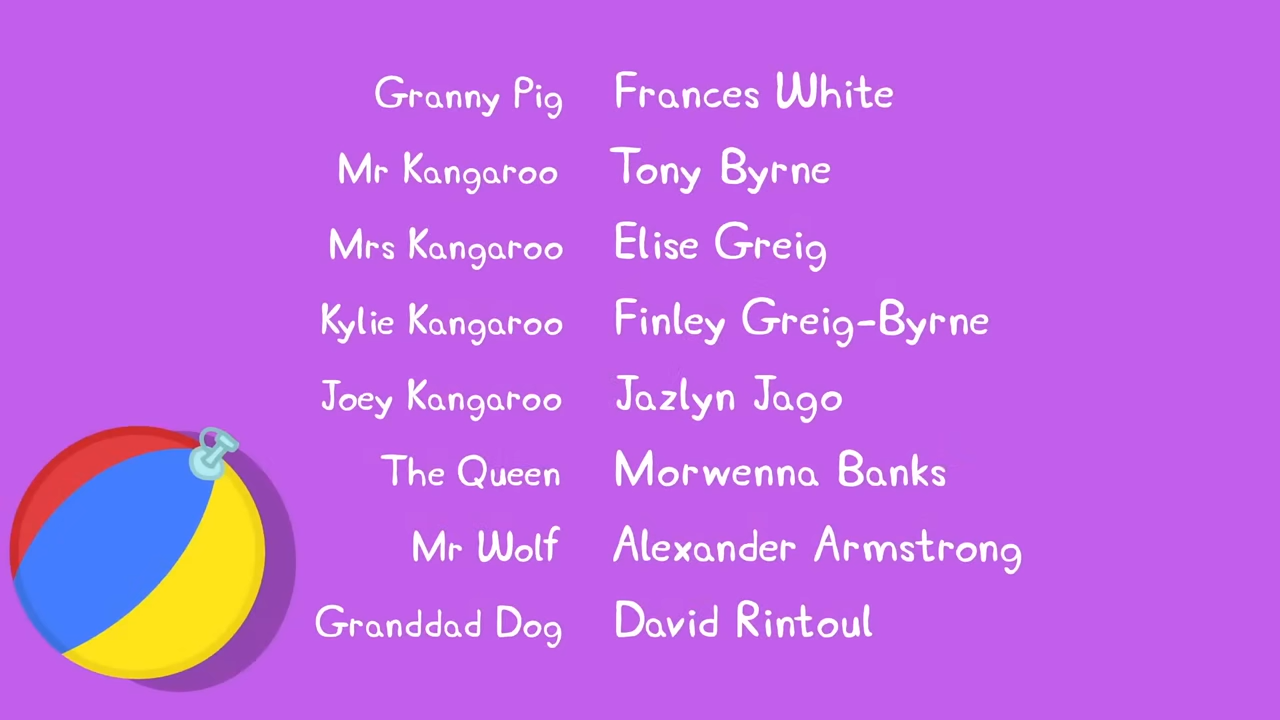 Granny Pig Frances White
Mr Kangaroo Tony Byrne
Mrs Kangaroo Elise Greig
Kylie Kangaroo Finley Greig-Byrne
Joey Kangaroo Jazlyn Jago
The Queen Morwenna Banks
Mr Wolf Alexander Armstrong
Granddad Dog David Rintoul